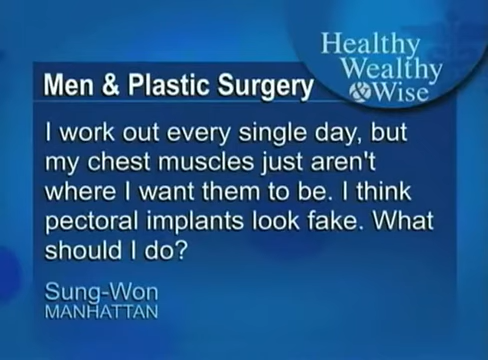 Healthy
Wealthy
& Wise
Men & Plastic Surgery
I work out every single day, but
my chest muscles just aren't
where I want them to be. I think
pectoral implants look fake. What
should I do?
Sung-Won
MANHATTAN